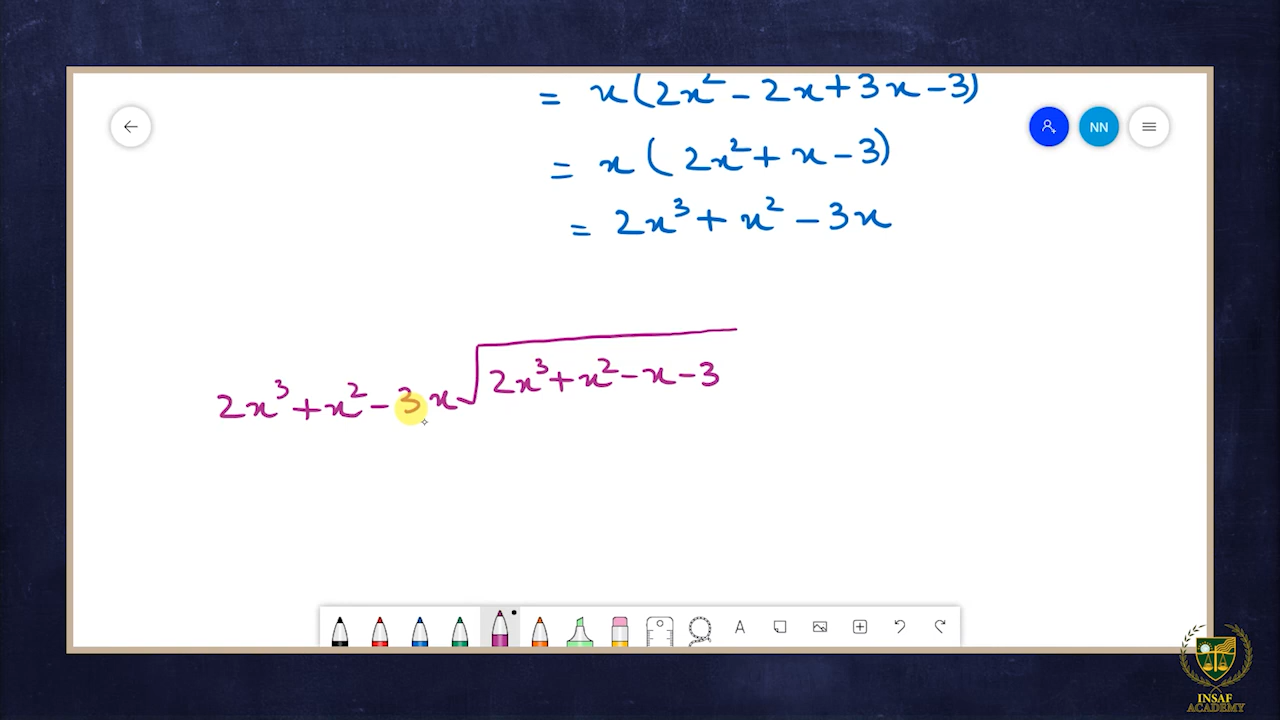 = x(2x² - 2x + 3x - 3)
NN
= x(2x² + x - 3)
= 2x³ + x² - 3x
2x³ + x² - 3x √2x³ + x² - x - 3
A
INSAF
ACADEMY